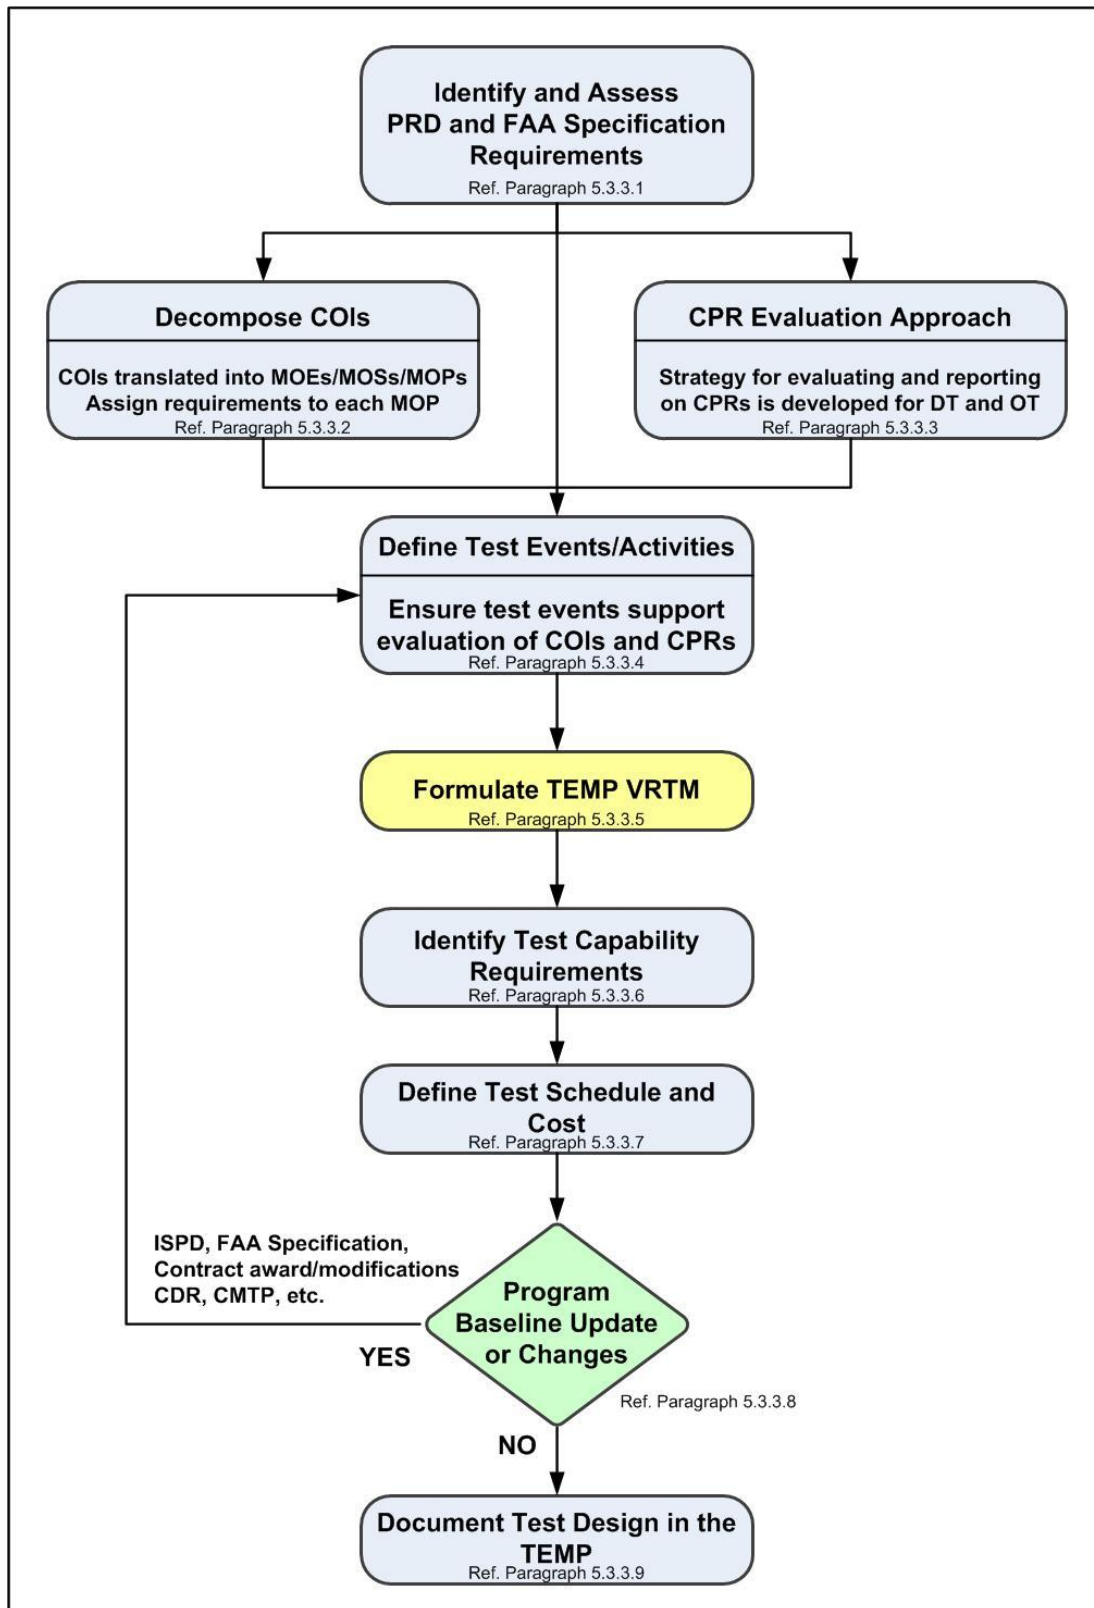 Identify and Assess
PRD and FAA Specification
Requirements
Ref. Paragraph 5.3.3.1
Decompose COIs
COIs translated into MOEs/MOSs/MOPs
Assign requirements to each MOP
Ref. Paragraph 5.3.3.2
CPR Evaluation Approach
Strategy for evaluating and reporting
on CPRs is developed for DT and OT
Ref. Paragraph 5.3.3.3
Define Test Events/Activities
Ensure test events support
evaluation of COIs and CPRs
Ref. Paragraph 5.3.3.4
Formulate TEMP VRTM
Ref. Paragraph 5.3.3.5
Identify Test Capability
Requirements
Ref. Paragraph 5.3.3.6
Define Test Schedule and
Cost
Ref. Paragraph 5.3.3.7
ISPD, FAA Specification,
Contract award/modifications
CDR, CMTP, etc.
Program
Baseline Update
or Changes
YES
Ref. Paragraph 5.3.3.8
NO
Document Test Design in the
TEMP
Ref. Paragraph 5.3.3.9